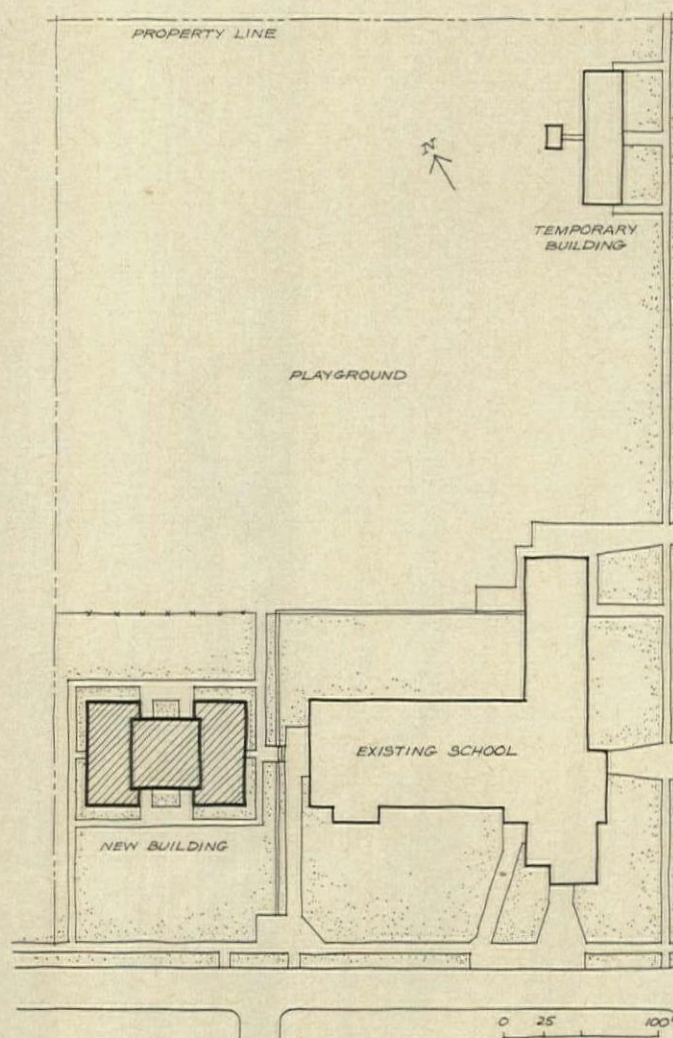 PROPERTY LINE
N
TEMPORARY
BUILDING
PLAYGROUND
EXISTING SCHOOL
NEW BUILDING
0 25 100'